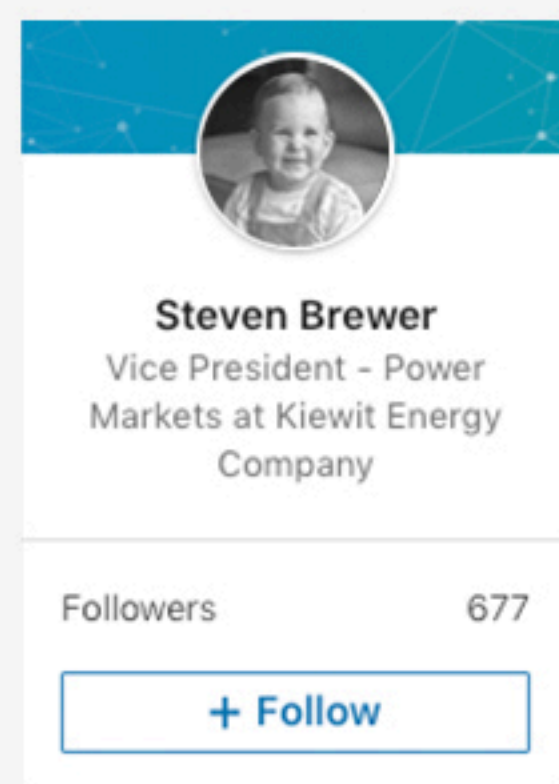 Steven Brewer
Vice President - Power
Markets at Kiewit Energy
Company
Followers 677
+ Follow